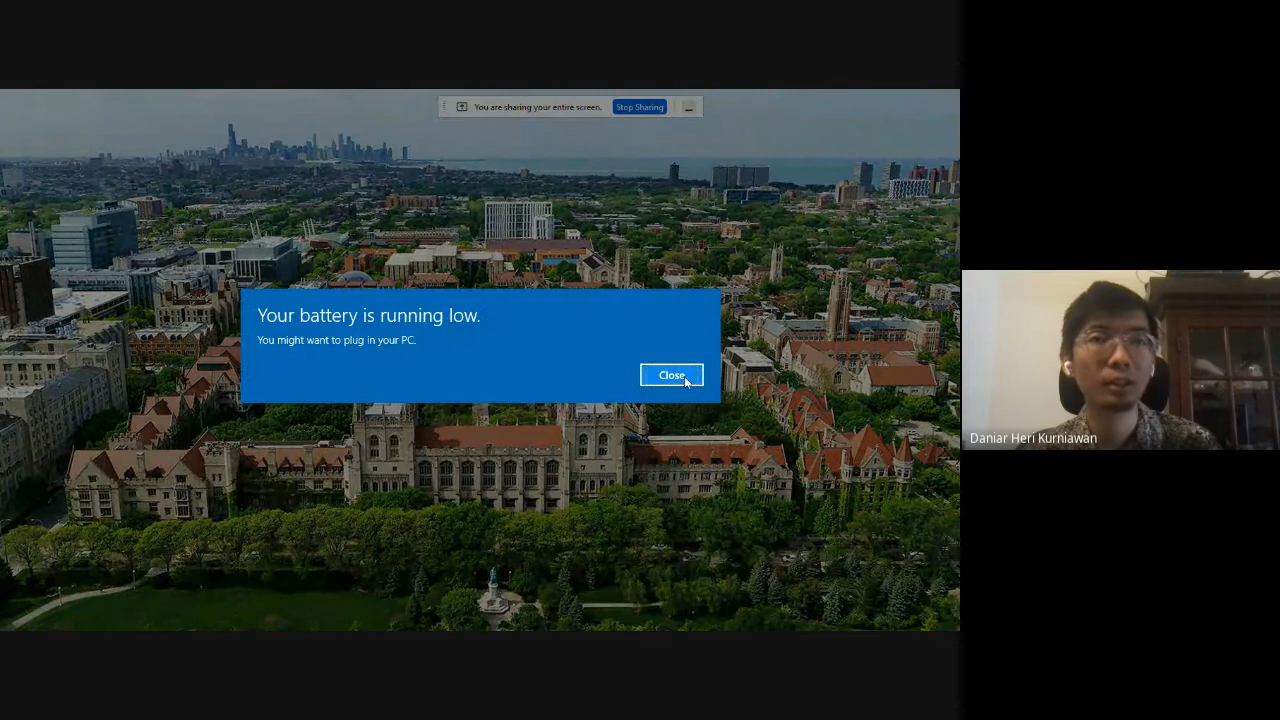 You are sharing your entire screen.
Stop Sharing
Your battery is running low.
You might want to plug in your PC.
Close
Daniar Heri Kurniawan